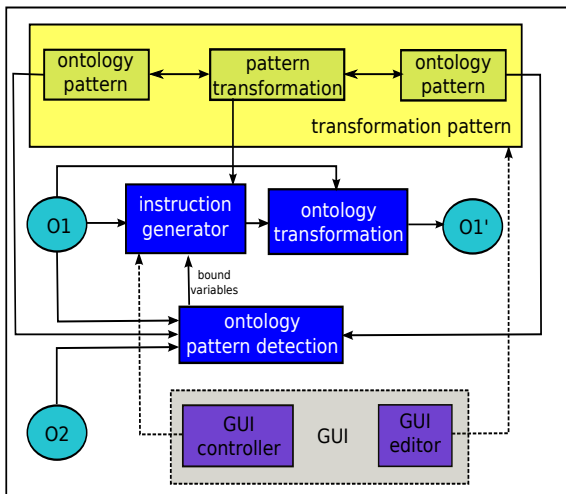 ontology
pattern
pattern
transformation
ontology
pattern
transformation pattern
O1
instruction
generator
ontology
transformation
O1'
bound
variables
ontology
pattern detection
O2
GUI
controller
GUI
GUI
editor